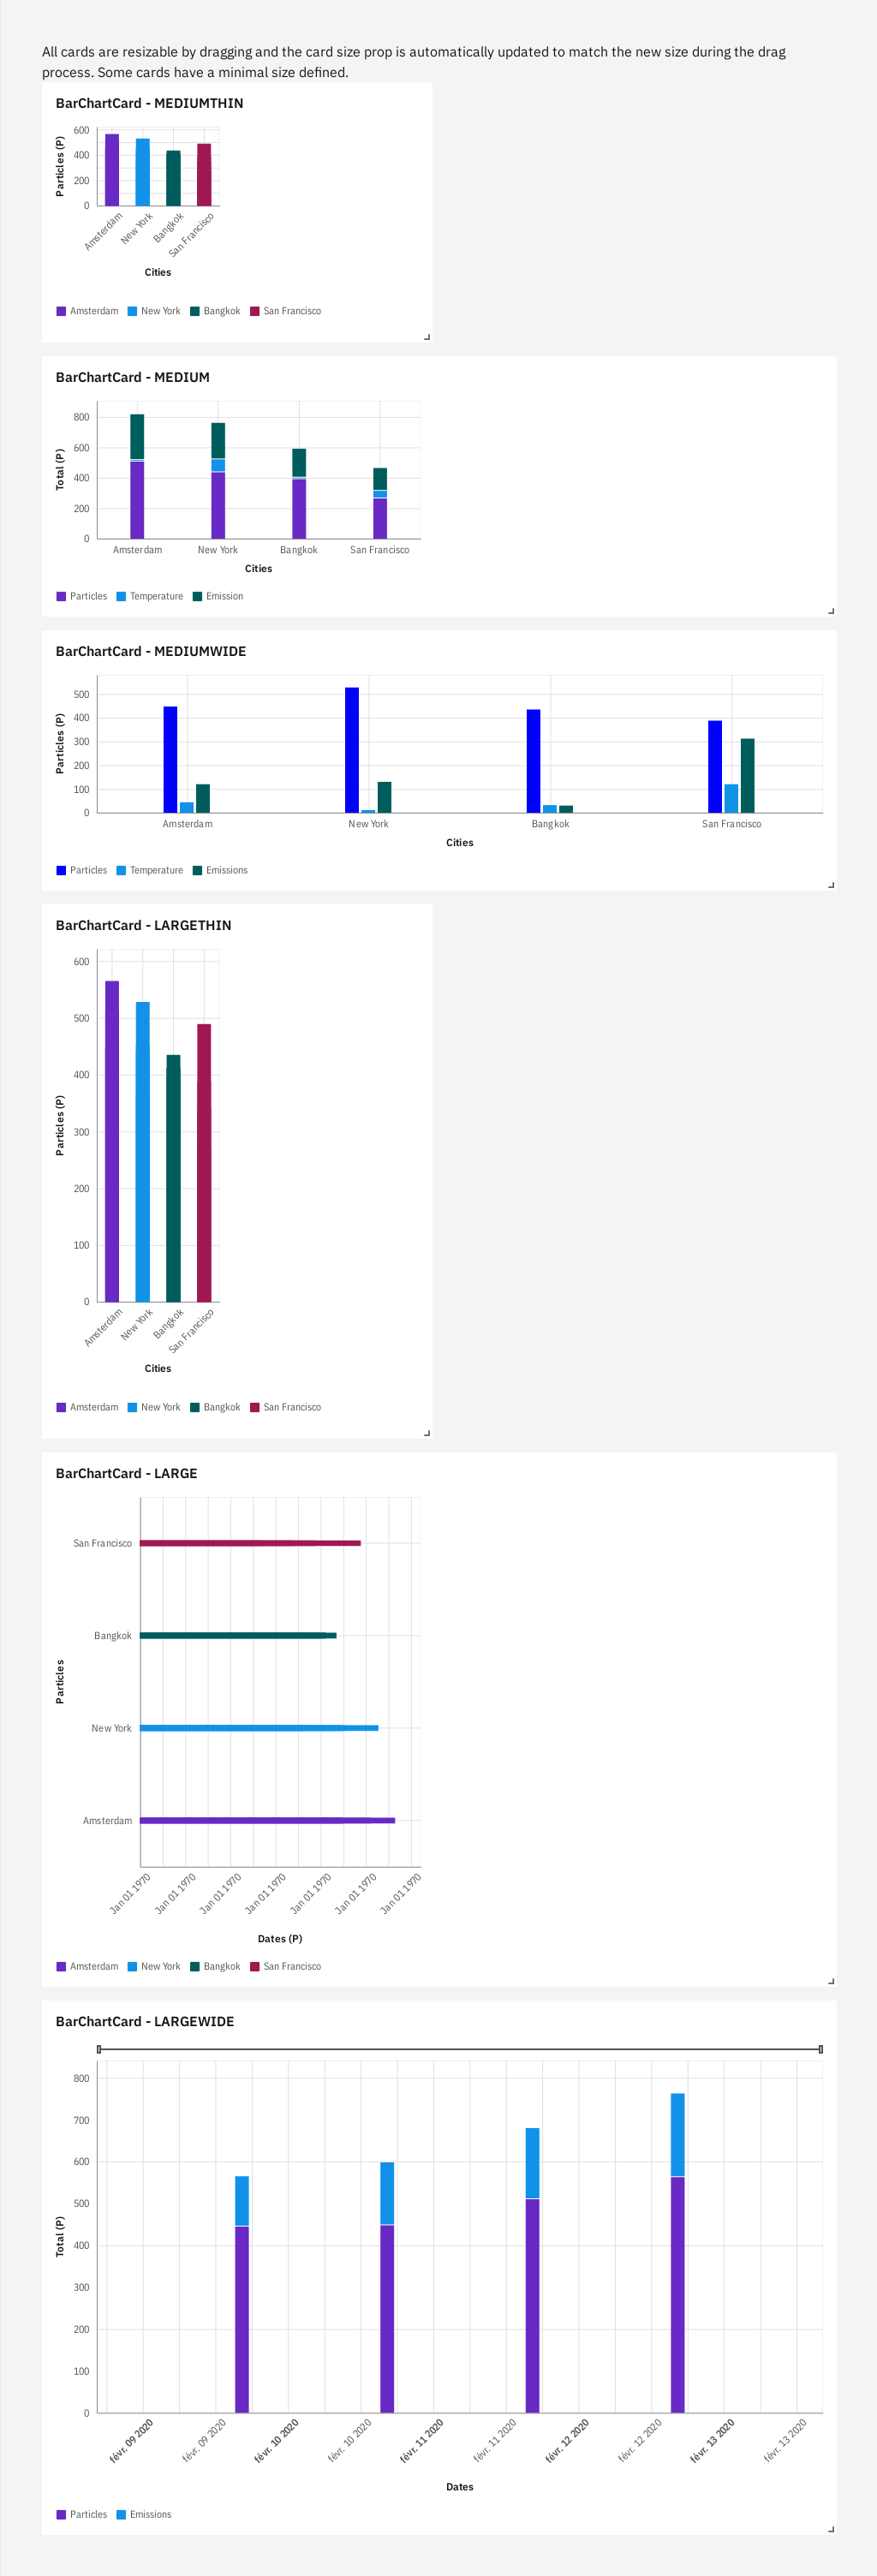 All cards are resizable by dragging and the card size prop is automatically updated to match the new size during the drag
process. Some cards have a minimal size defined.
BarChartCard - MEDIUMTHIN
Particles (P)
600
400
200
0
Amsterdam
New York
Bangkok
San Francisco
Cities
Amsterdam New York Bangkok San Francisco
BarChartCard - MEDIUM
Total (P)
800
600
400
200
0
Amsterdam New York Bangkok San Francisco
Cities
Particles Temperature Emission
BarChartCard - MEDIUMWIDE
Particles (P)
500
400
300
200
100
0
Amsterdam New York Bangkok San Francisco
Cities
Particles Temperature Emissions
BarChartCard - LARGETHIN
Particles (P)
600
500
400
300
200
100
0
Amsterdam
New York
Bangkok
San Francisco
Cities
Amsterdam New York Bangkok San Francisco
BarChartCard - LARGE
Particles
San Francisco
Bangkok
New York
Amsterdam
Jan 01 1970
Jan 01 1970
Jan 01 1970
Jan 01 1970
Jan 01 1970
Jan 01 1970
Jan 01 1970
Dates (P)
Amsterdam New York Bangkok San Francisco
BarChartCard - LARGEWIDE
Total (P)
800
700
600
500
400
300
200
100
0
févr. 09 2020
févr. 09 2020
févr. 10 2020
févr. 10 2020
févr. 11 2020
févr. 11 2020
févr. 12 2020
févr. 12 2020
févr. 13 2020
févr. 13 2020
Dates
Particles Emissions